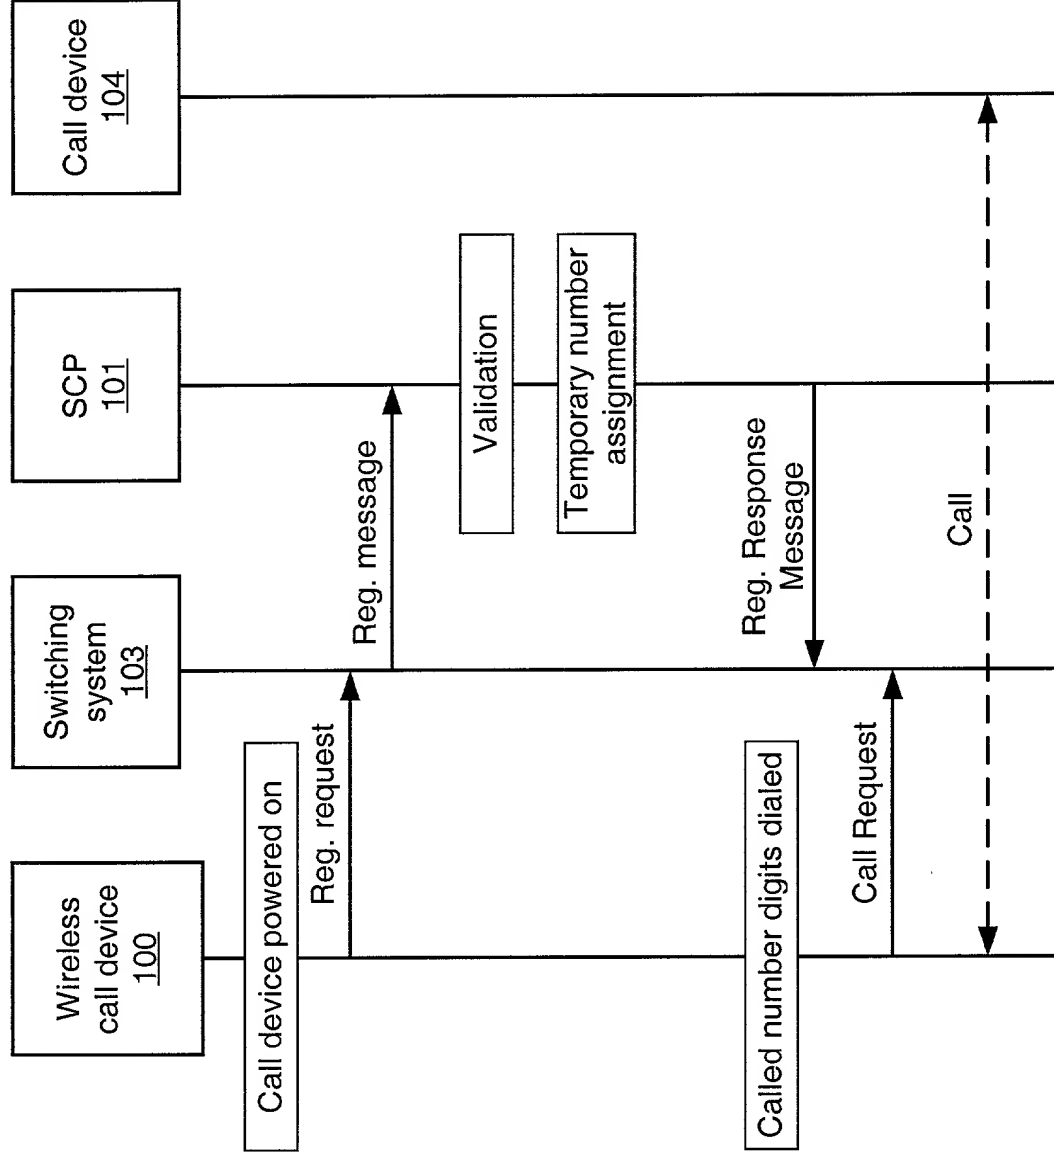 Wireless
call device
100
Switching
system
103
SCP
101
Call device
104
Call device powered on
Reg. request
Reg. message
Validation
Temporary number
assignment
Reg. Response
Message
Called number digits dialed
Call Request
Call